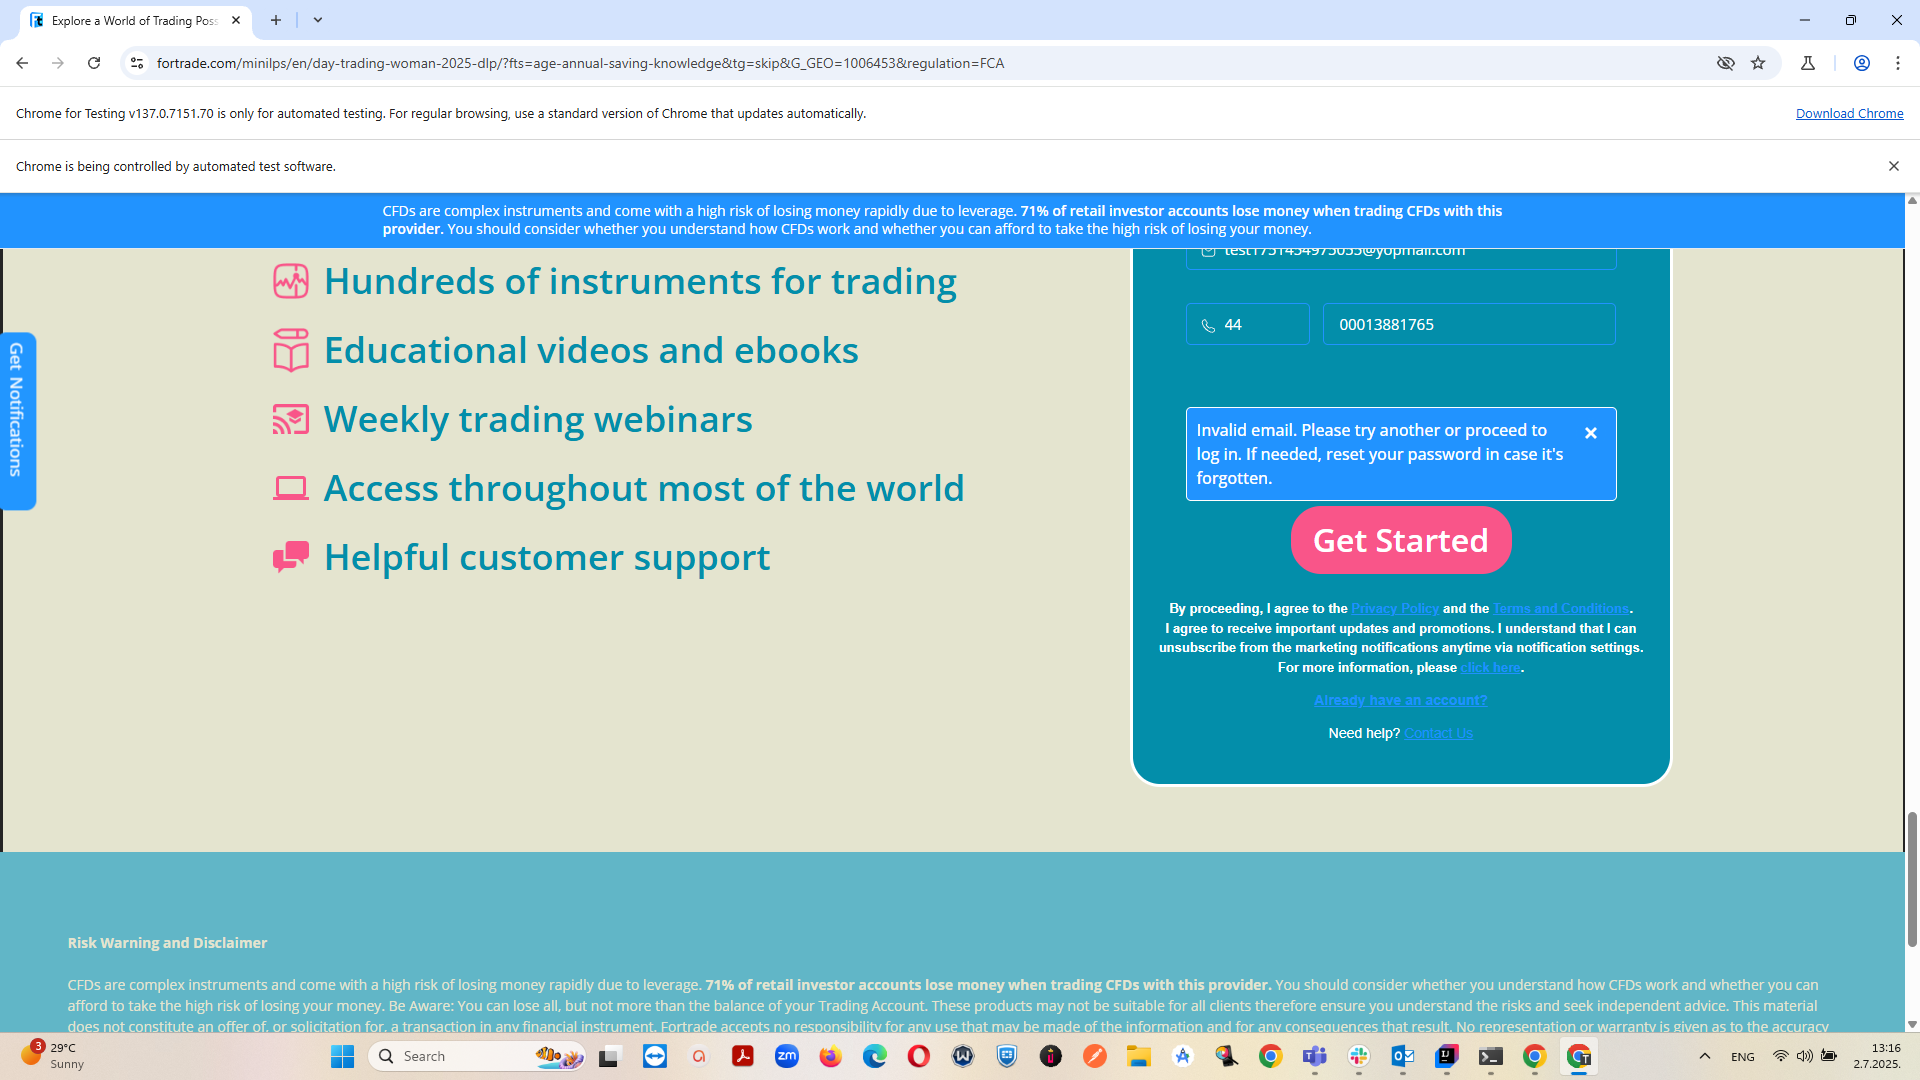 Explore a World of Trading Poss
fortrade.com/minilps/en/day-trading-woman-2025-dlp/?fts=age-annual-saving-knowledge&tg=skip&G_GEO=1006453&regulation=FCA
Chrome for Testing v137.0.7151.70 is only for automated testing. For regular browsing, use a standard version of Chrome that updates automatically.
Download Chrome
Chrome is being controlled by automated test software.
CFDs are complex instruments and come with a high risk of losing money rapidly due to leverage. 71% of retail investor accounts lose money when trading CFDs with this
provider. You should consider whether you understand how CFDs work and whether you can afford to take the high risk of losing your money.
Get Notifications
Hundreds of instruments for trading
Educational videos and ebooks
Weekly trading webinars
Access throughout most of the world
Helpful customer support
44
00013881765
Invalid email. Please try another or proceed to
log in. If needed, reset your password in case it's
forgotten.
Get Started
By proceeding, I agree to the Privacy Policy and the Terms and Conditions.
I agree to receive important updates and promotions. I understand that I can
unsubscribe from the marketing notifications anytime via notification settings.
For more information, please click here.
Already have an account?
Need help? Contact Us
Risk Warning and Disclaimer
CFDs are complex instruments and come with a high risk of losing money rapidly due to leverage. 71% of retail investor accounts lose money when trading CFDs with this provider. You should consider whether you understand how CFDs work and whether you can
afford to take the high risk of losing your money. Be Aware: You can lose all, but not more than the balance of your Trading Account. These products may not be suitable for all clients therefore ensure you understand the risks and seek independent advice. This material
does not constitute an offer of, or solicitation for, a transaction in any financial instrument. Fortrade accepts no responsibility for any use that may be made of the information and for any consequences that result. No representation or warranty is given as to the accuracy
3
29°C
Sunny
Search
zm
ENG
13:16
2.7.2025.